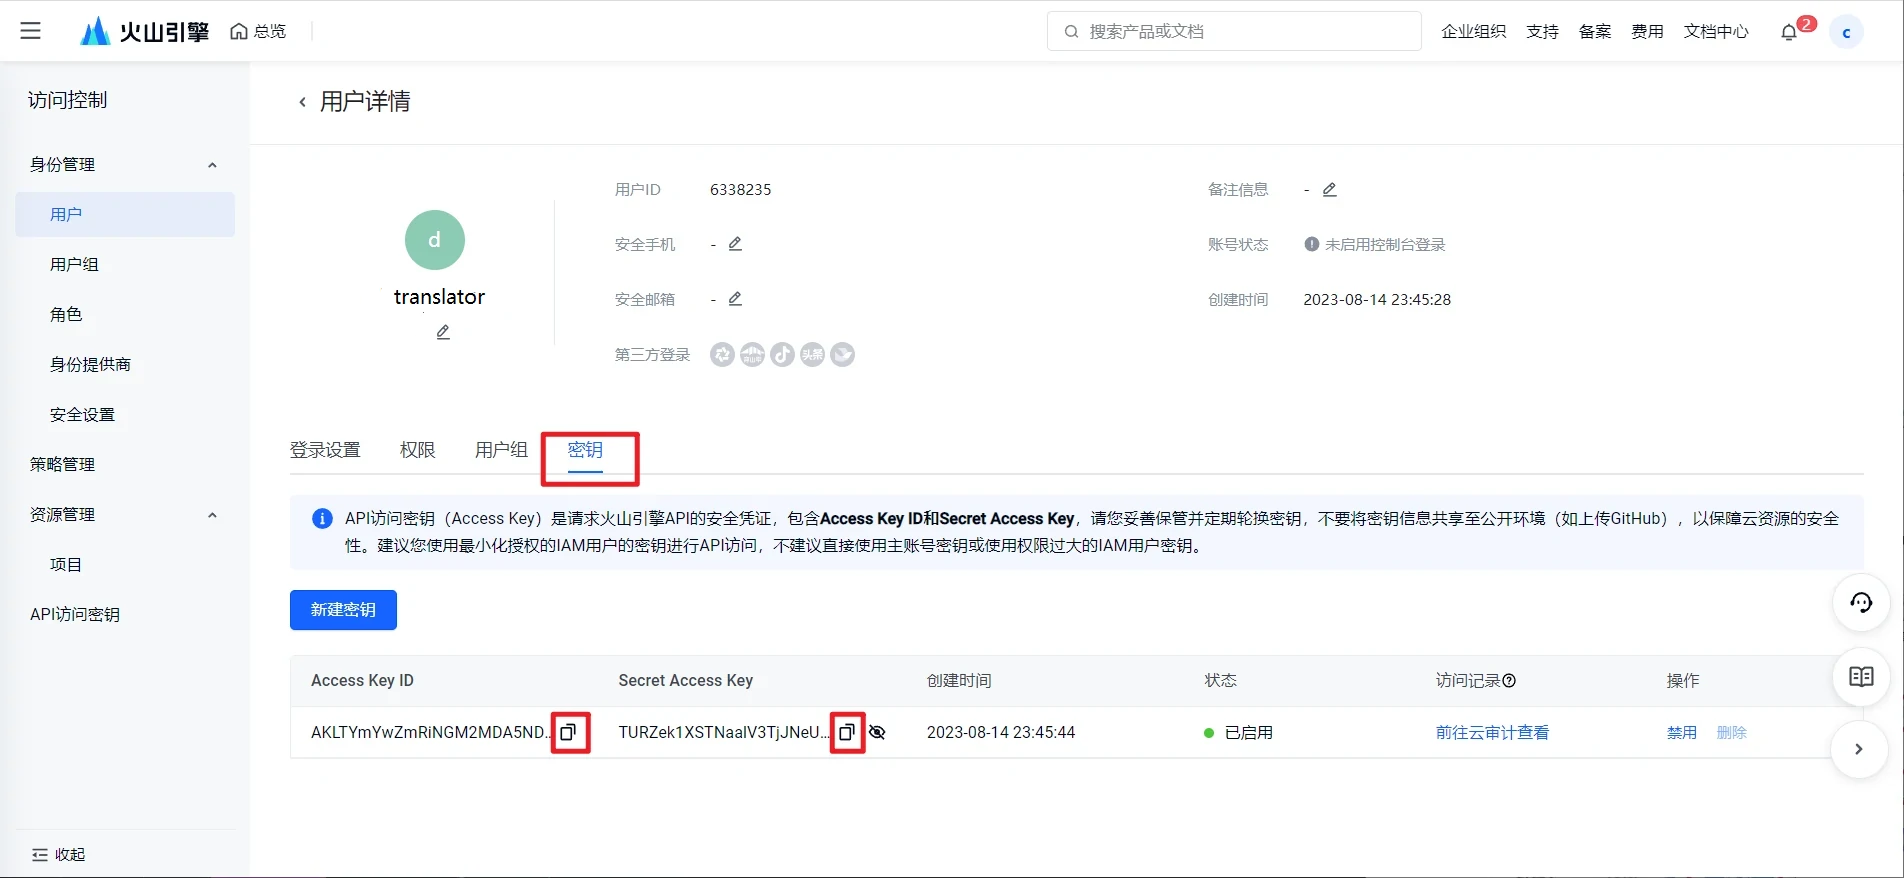 火山引擎
总览
搜索产品或文档
企业组织
支持
备案
费用
文档中心
2
c
访问控制
身份管理
用户
用户组
角色
身份提供商
安全设置
策略管理
资源管理
项目
API访问密钥
收起
用户详情
d
translator
用户ID 6338235
安全手机 -
安全邮箱 -
第三方登录
头条
备注信息 -
账号状态 未启用控制台登录
创建时间 2023-08-14 23:45:28
登录设置 权限 用户组 密钥
API访问密钥（Access Key）是请求火山引擎API的安全凭证，包含Access Key ID和Secret Access Key，请您妥善保管并定期轮换密钥，不要将密钥信息共享至公开环境（如上传GitHub），以保障云资源的安全
性。建议您使用最小化授权的IAM用户的密钥进行API访问，不建议直接使用主账号密钥或使用权限过大的IAM用户密钥。
新建密钥
Access Key ID Secret Access Key 创建时间 状态 访问记录 操作
AKLTYmYwZmRiNGM2MDA5ND... TURZek1XSTNaalV3TjJNeU... 2023-08-14 23:45:44 已启用 前往云审计查看 禁用 删除